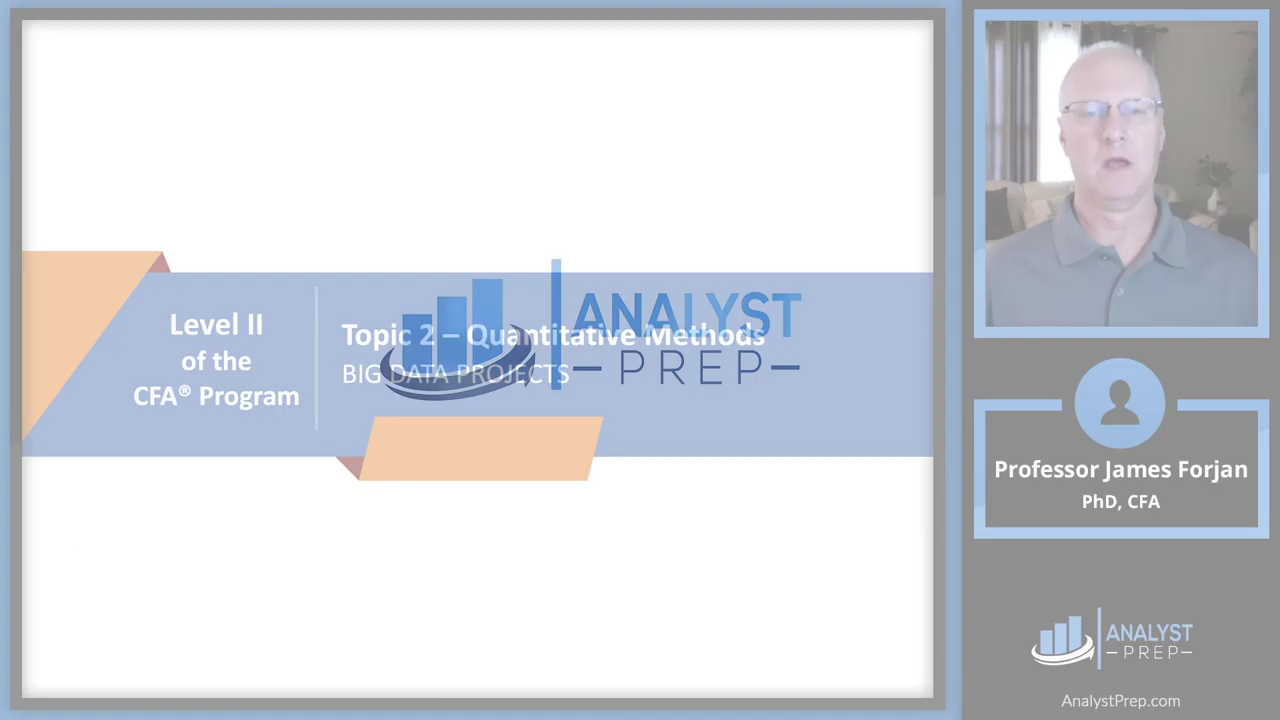 Level II
of the
CFA® Program
Topic 2 – Quantitative Methods
BIG DATA PROJECTS
ANALYST
PREP
Professor James Forjan
PhD, CFA
ANALYST
PREP
AnalystPrep.com